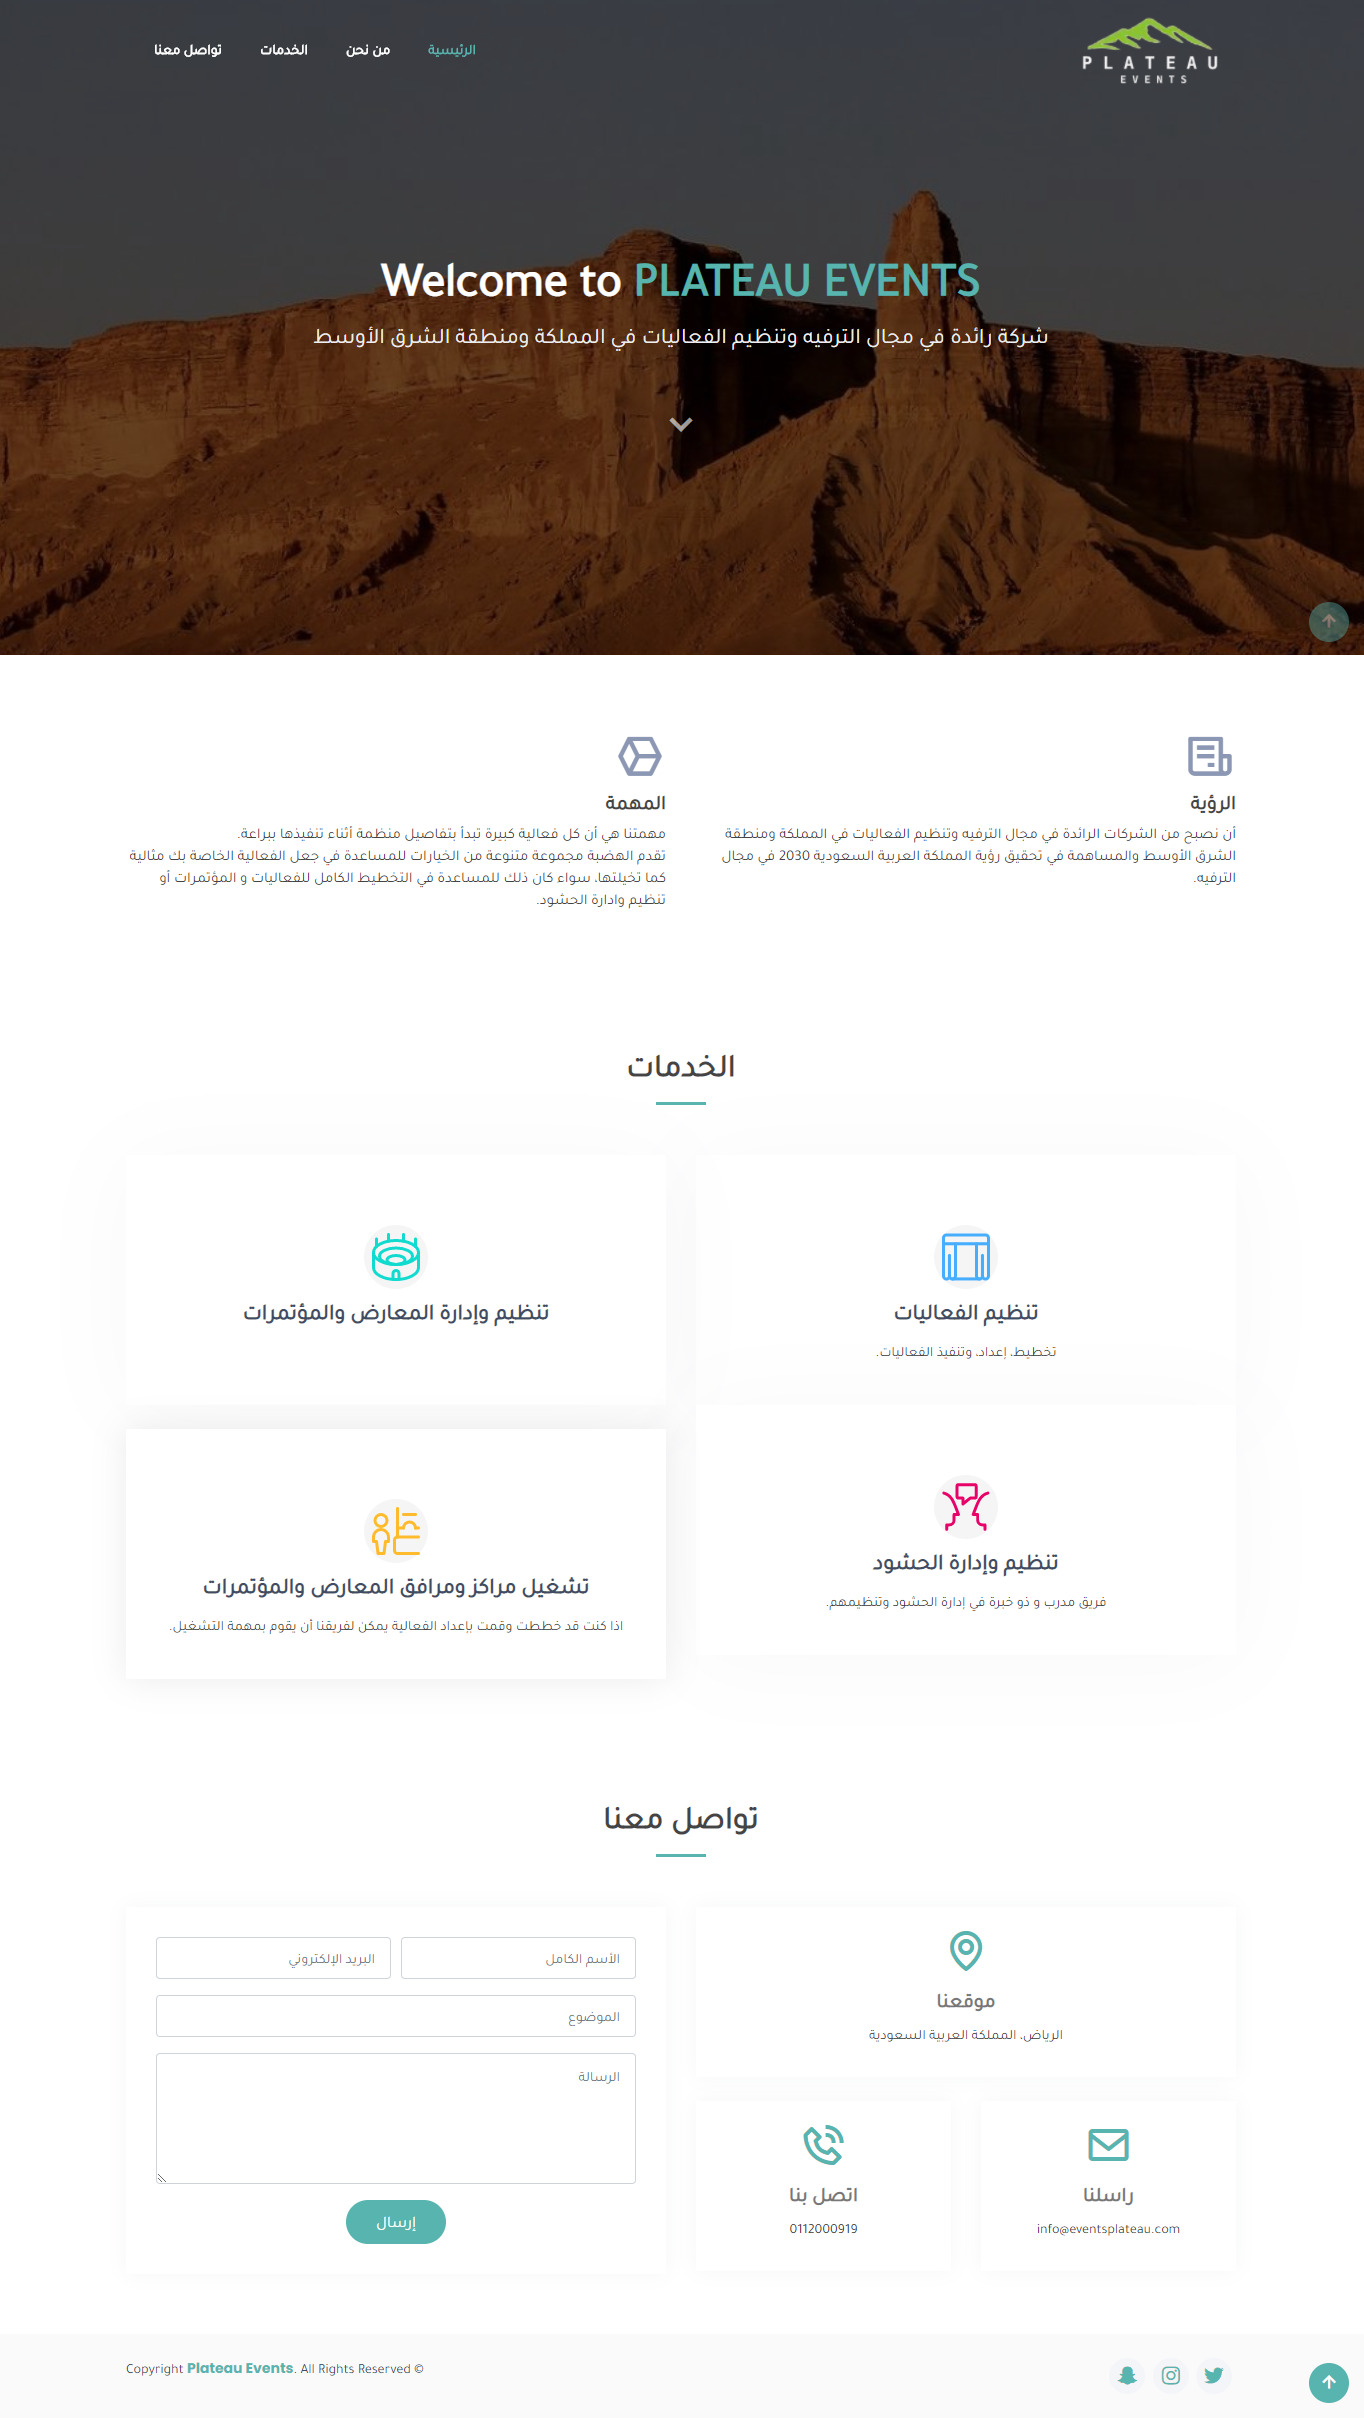 PLATEAU
EVENTS
الرئيسية
من نحن
الخدمات
تواصل معنا
Welcome to PLATEAU EVENTS
شركة رائدة في مجال الترفيه وتنظيم الفعاليات في المملكة ومنطقة الشرق الأوسط
الرؤية
أن نصبح من الشركات الرائدة في مجال الترفيه وتنظيم الفعاليات في المملكة ومنطقة
الشرق الأوسط والمساهمة في تحقيق رؤية المملكة العربية السعودية 2030 في مجال
الترفيه.
المهمة
مهمتنا هي أن كل فعالية كبيرة تبدأ بتفاصيل منظمة أثناء تنفيذها ببراعة.
تقدم الهضبة مجموعة متنوعة من الخيارات للمساعدة في جعل الفعالية الخاصة بك مثالية
كما تخيلتها، سواء كان ذلك للمساعدة في التخطيط الكامل للفعاليات و المؤتمرات أو
تنظيم وادارة الحشود.
الخدمات
تنظيم الفعاليات
تخطيط، إعداد، وتنفيذ الفعاليات.
تنظيم وإدارة المعارض والمؤتمرات
تنظيم وإدارة الحشود
فريق مدرب و ذو خبرة في إدارة الحشود وتنظيمهم.
تشغيل مراكز ومرافق المعارض والمؤتمرات
اذا كنت قد خططت وقمت بإعداد الفعالية يمكن لفريقنا أن يقوم بمهمة التشغيل.
تواصل معنا
موقعنا
الرياض، المملكة العربية السعودية
راسلنا
info@eventsplateau.com
اتصل بنا
0112000919
الأسم الكامل
البريد الإلكتروني
الموضوع
الرسالة
إرسال
Copyright Plateau Events. All Rights Reserved ©